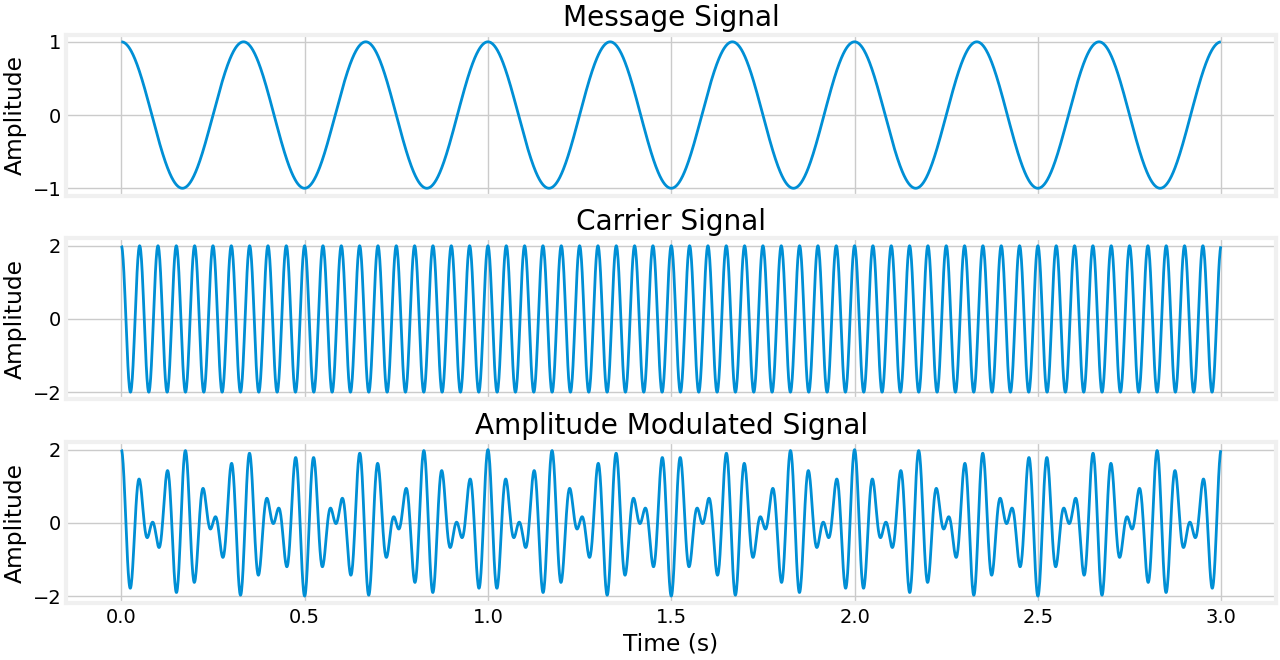 Message Signal
Amplitude
1
0
−1
Carrier Signal
Amplitude
2
0
−2
Amplitude Modulated Signal
Amplitude
2
0
−2
0.0 0.5 1.0 1.5 2.0 2.5 3.0
Time (s)